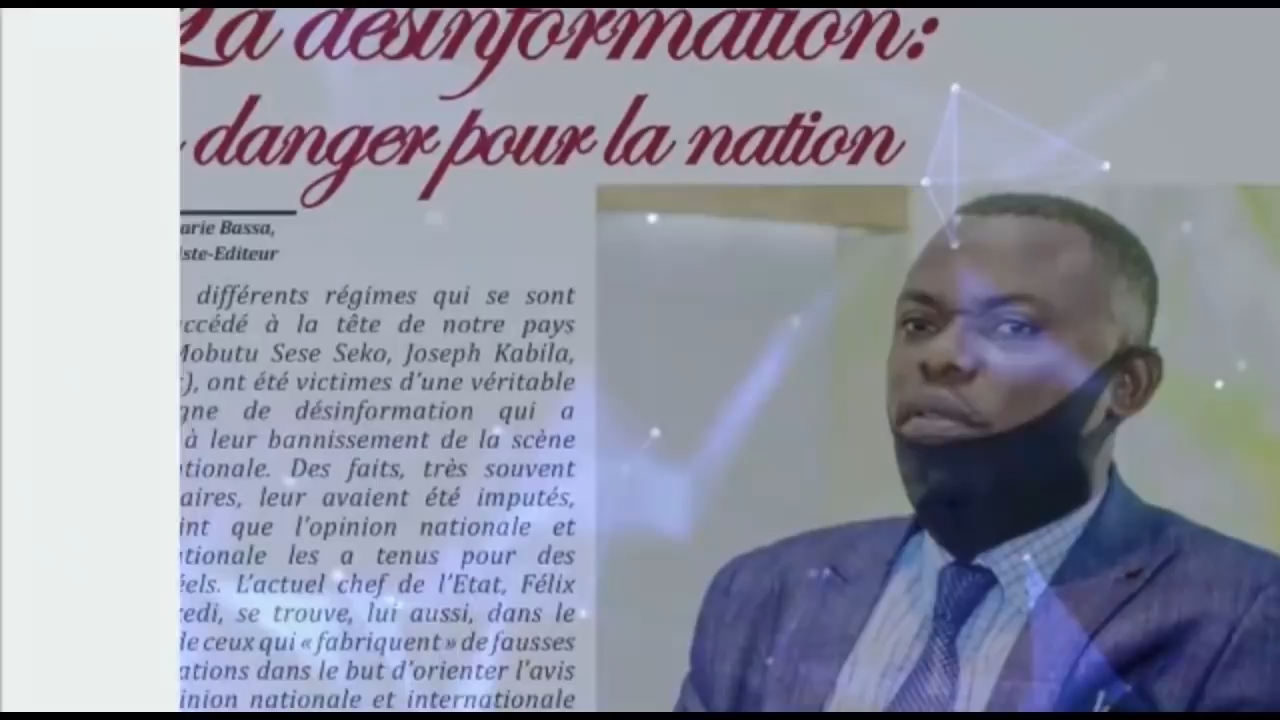 La désinformation:
danger pour la nation
arie Bassa,
iste-Editeur
différents régimes qui se sont
ccédé à la tête de notre pays
Mobutu Sese Seko, Joseph Kabila,
), ont été victimes d'une véritable
gne de désinformation qui a
à leur bannissement de la scène
tionale. Des faits, très souvent
aires, leur avaient été imputés,
int que l'opinion nationale et
tionale les a tenus pour des
éels. L'actuel chef de l'Etat, Félix
edi, se trouve, lui aussi, dans le
de ceux qui « fabriquent » de fausses
ations dans le but d'orienter l'avis
inion nationale et internationale